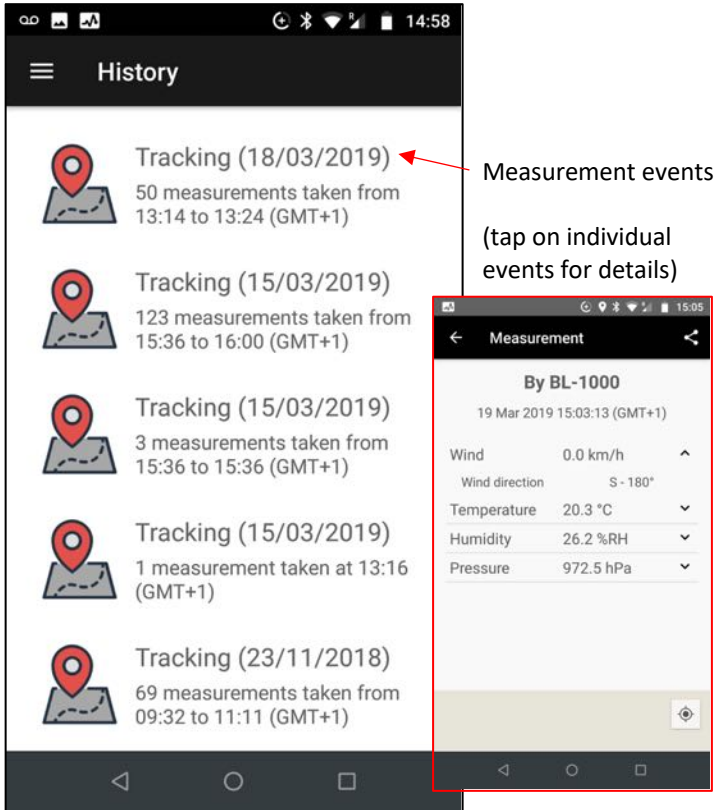 14:58
History
Tracking (18/03/2019)
50 measurements taken from
13:14 to 13:24 (GMT+1)
Tracking (15/03/2019)
123 measurements taken from
15:36 to 16:00 (GMT+1)
Tracking (15/03/2019)
3 measurements taken from
15:36 to 15:36 (GMT+1)
Tracking (15/03/2019)
1 measurement taken at 13:16
(GMT+1)
Tracking (23/11/2018)
69 measurements taken from
09:32 to 11:11 (GMT+1)
Measurement events
(tap on individual
events for details)
15:05
Measurement
By BL-1000
19 Mar 2019 15:03:13 (GMT+1)
Wind 0.0 km/h
Wind direction S - 180°
Temperature 20.3 °C
Humidity 26.2 %RH
Pressure 972.5 hPa